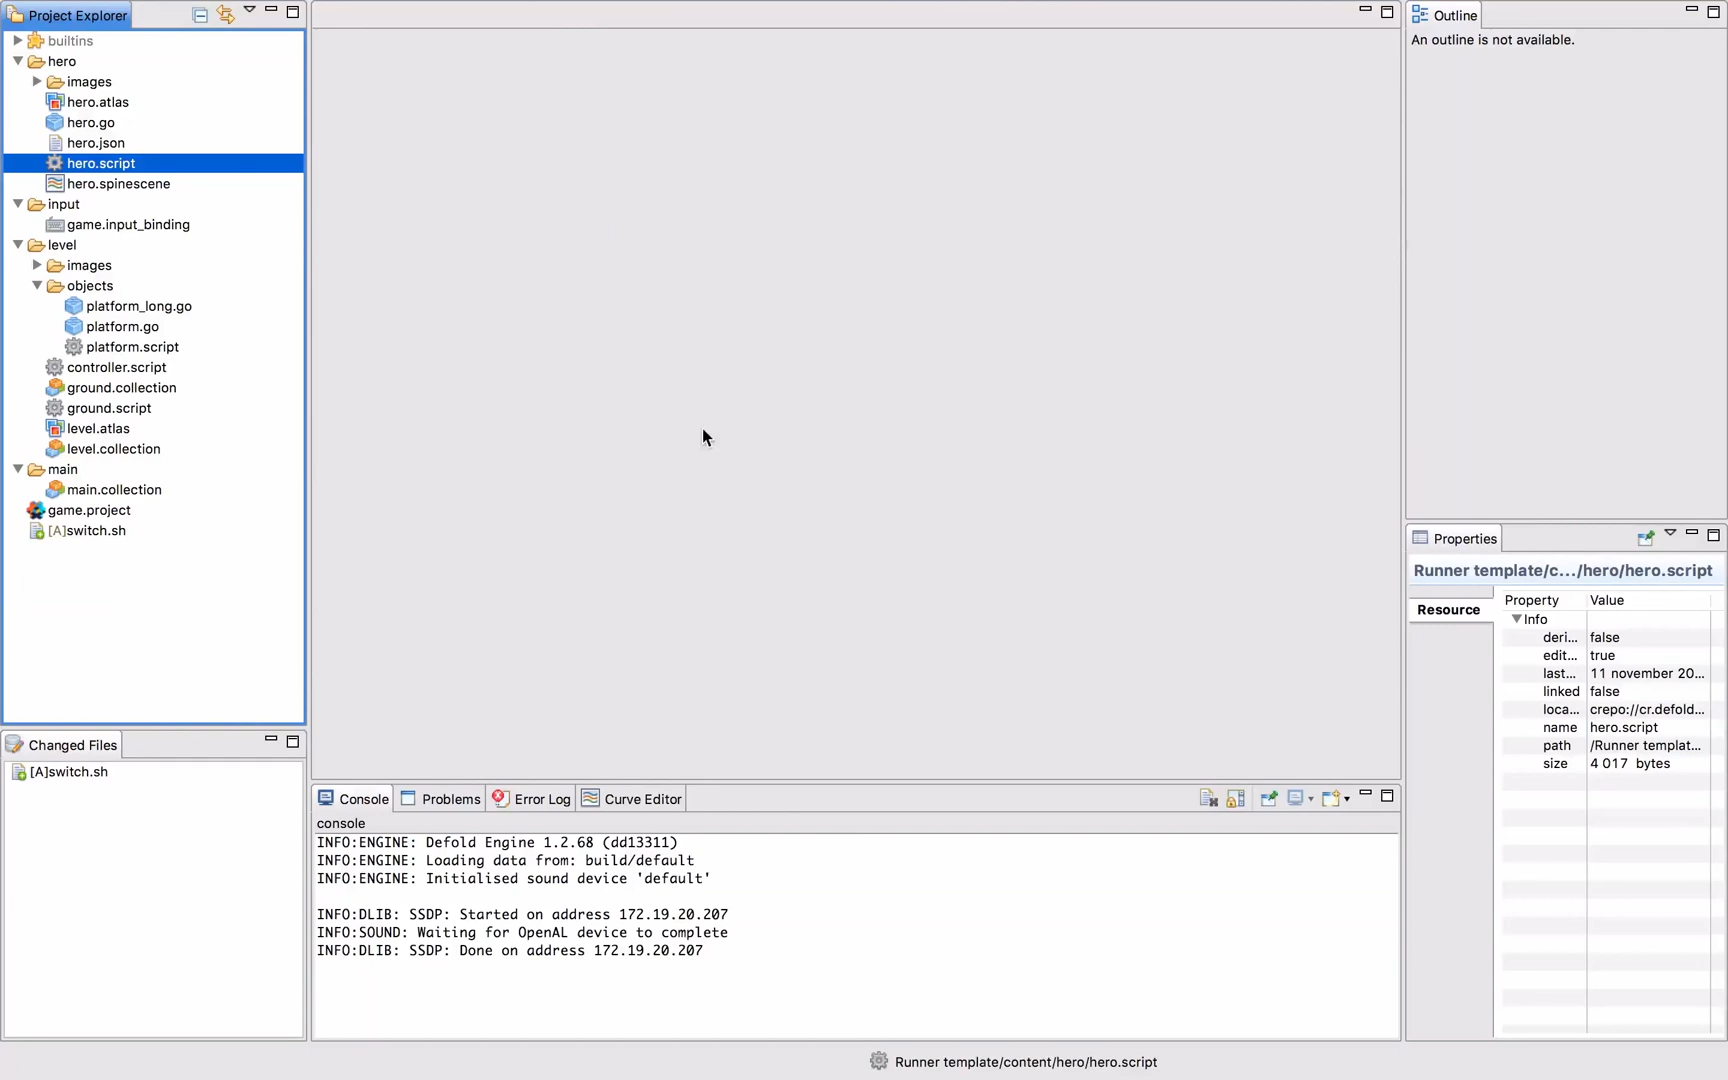 Project Explorer
builtins
hero
images
hero.atlas
hero.go
hero.json
hero.script
hero.spinescene
input
game.input_binding
level
images
objects
platform_long.go
platform.go
platform.script
controller.script
ground.collection
ground.script
level.atlas
level.collection
main
main.collection
game.project
[A]switch.sh
Changed Files
[A]switch.sh
Console
Problems
Error Log
Curve Editor
console
INFO:ENGINE: Defold Engine 1.2.68 (dd13311)
INFO:ENGINE: Loading data from: build/default
INFO:ENGINE: Initialised sound device 'default'
INFO:DLIB: SSDP: Started on address 172.19.20.207
INFO:SOUND: Waiting for OpenAL device to complete
INFO:DLIB: SSDP: Done on address 172.19.20.207
Outline
An outline is not available.
Properties
Runner template/c.../hero/hero.script
Resource
Property Value
Info
deri... false
edit... true
last... 11 november 20...
linked false
loca... crepo://cr.defold...
name hero.script
path /Runner templat...
size 4 017 bytes
Runner template/content/hero/hero.script